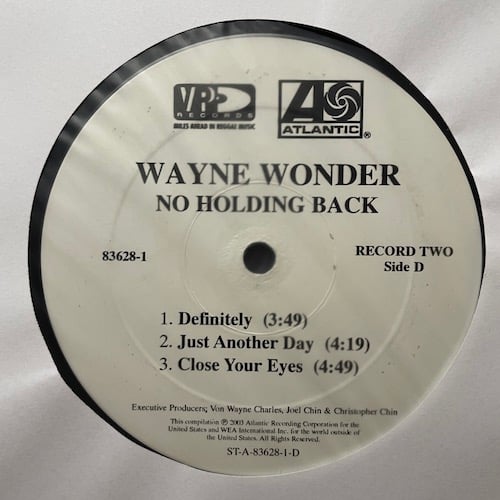 VP
RECORDS
MILES AHEAD IN REGGAE MUSIC
A
ATLANTIC®
WAYNE WONDER
NO HOLDING BACK
83628-1
RECORD TWO
Side D
1. Definitely (3:49)
2. Just Another Day (4:19)
3. Close Your Eyes (4:49)
Executive Producers; Von Wayne Charles, Joel Chin & Christopher Chin
This compilation ℗ 2003 Atlantic Recording Corporation for the
United States and WEA International Inc. for the world outside of
the United States. All Rights Reserved.
ST-A-83628-1-D